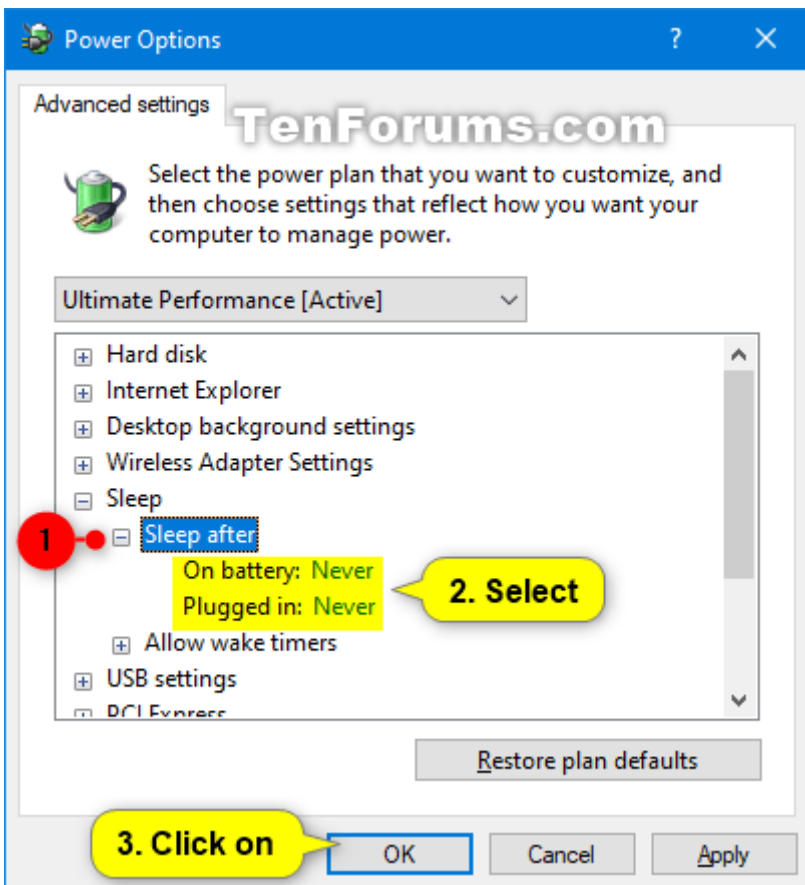 Power Options
?
Advanced settings
TenForums.com
Select the power plan that you want to customize, and
then choose settings that reflect how you want your
computer to manage power.
Ultimate Performance [Active]
Hard disk
Internet Explorer
Desktop background settings
Wireless Adapter Settings
Sleep
1 Sleep after
On battery: Never
2. Select
Plugged in: Never
Allow wake timers
USB settings
PCI Express
Restore plan defaults
3. Click on OK Cancel Apply